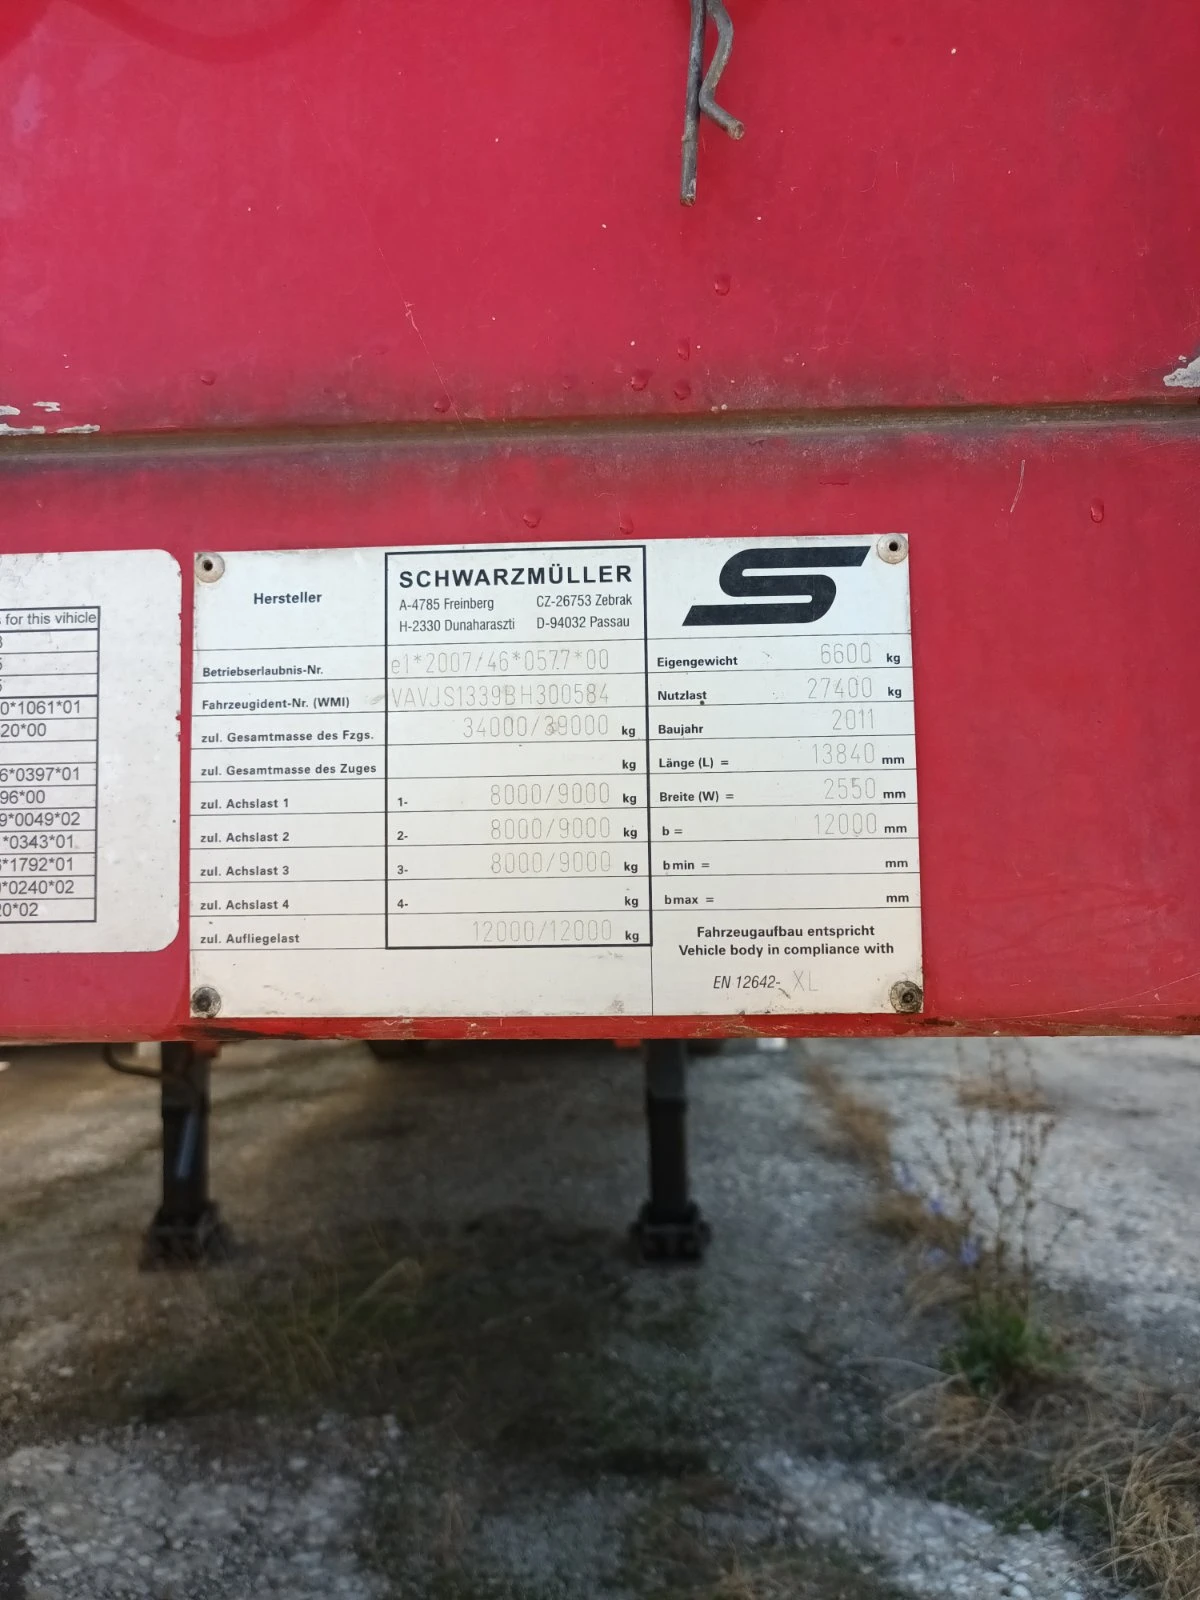 s for this vihicle
0*1061*01
20*00
6*0397*01
96*00
9*0049*02
*0343*01
*1792*01
*0240*02
20*02
Hersteller
SCHWARZMÜLLER
A-4785 Freinberg CZ-26753 Zebrak
H-2330 Dunaharaszti D-94032 Passau
S
Betriebserlaubnis-Nr. e1*2007/46*0577*00
Fahrzeugident-Nr. (WMI) VAVJS1339BH300584
zul. Gesamtmasse des Fzgs. 34000/39000 kg
zul. Gesamtmasse des Zuges kg
zul. Achslast 1 1- 8000/9000 kg
zul. Achslast 2 2- 8000/9000 kg
zul. Achslast 3 3- 8000/9000 kg
zul. Achslast 4 4- kg
zul. Aufliegelast 12000/12000 kg
Eigengewicht 6600 kg
Nutzlast 27400 kg
Baujahr 2011
Länge (L) = 13840 mm
Breite (W) = 2550 mm
b = 12000 mm
bmin = mm
bmax = mm
Fahrzeugaufbau entspricht
Vehicle body in compliance with
EN 12642- XL